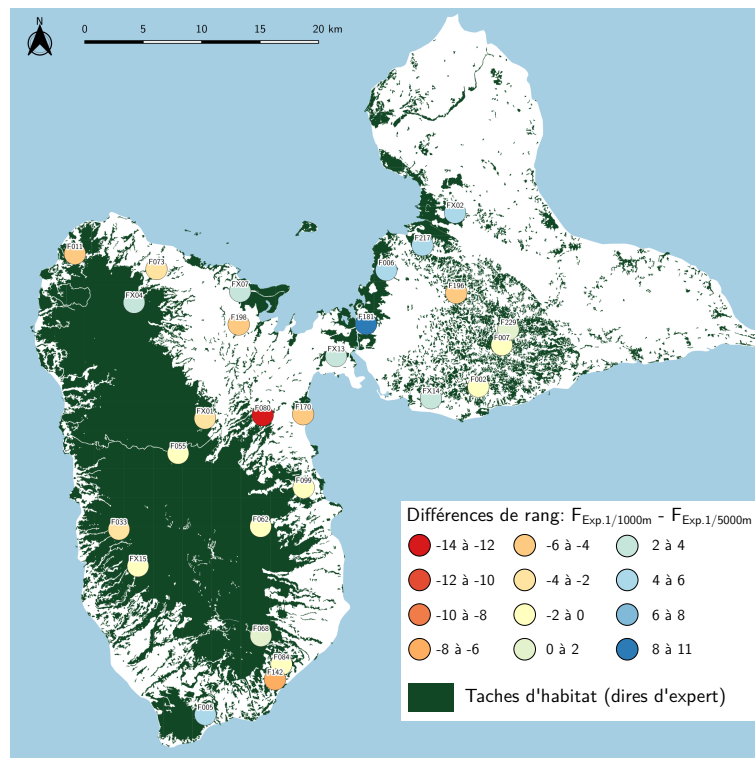 N
0 5 10 15 20 km
FX02
F217
F011
F073
F006
FX07
FX04
F196
F198
F181
F229
F007
FX13
F002
FX14
FX01
F080
F170
F055
F099
F062
F033
FX15
F068
F084
F142
F005
Différences de rang: F Exp.1/1000m - F Exp.1/5000m
-14 à -12 -6 à -4 2 à 4
-12 à -10 -4 à -2 4 à 6
-10 à -8 -2 à 0 6 à 8
-8 à -6 0 à 2 8 à 11
Taches d'habitat (dires d'expert)